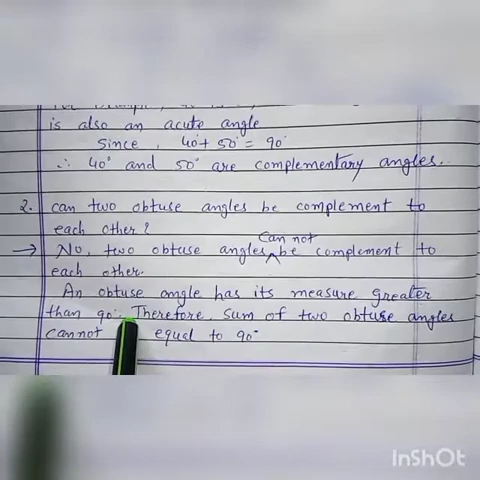 is also an acute angle
Since, 40° + 50° = 90°
∴ 40° and 50° are complementary angles.
2. can two obtuse angles be complement to
each other?
→ No, two obtuse angles cannot be complement to
each other.
An obtuse angle has its measure greater
than 90°. Therefore, sum of two obtuse angles
cannot equal to 90°
InShOt